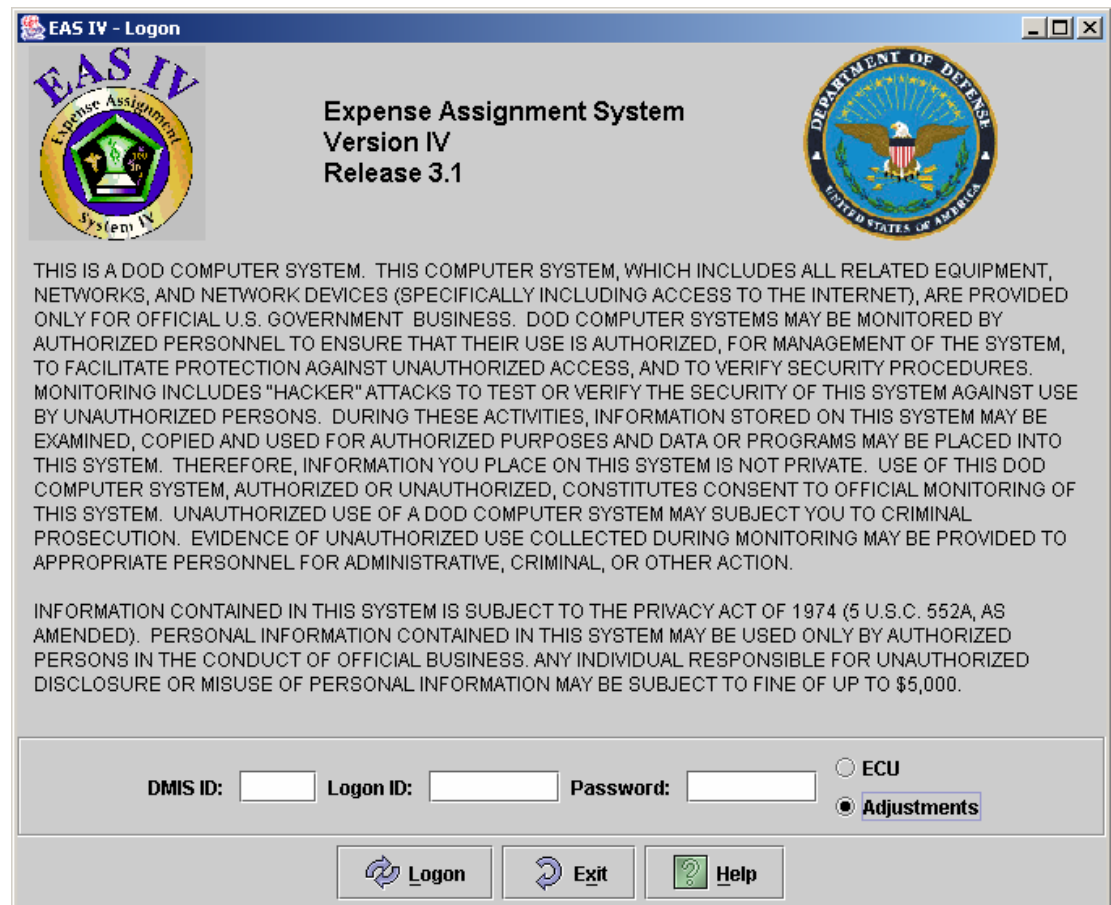 EAS IV - Logon
EAS IV
Expense Assignment
System IV
Expense Assignment System
Version IV
Release 3.1
DEPARTMENT OF DEFENSE
UNITED STATES OF AMERICA
THIS IS A DOD COMPUTER SYSTEM.  THIS COMPUTER SYSTEM, WHICH INCLUDES ALL RELATED EQUIPMENT,
NETWORKS, AND NETWORK DEVICES (SPECIFICALLY INCLUDING ACCESS TO THE INTERNET), ARE PROVIDED
ONLY FOR OFFICIAL U.S. GOVERNMENT  BUSINESS.  DOD COMPUTER SYSTEMS MAY BE MONITORED BY
AUTHORIZED PERSONNEL TO ENSURE THAT THEIR USE IS AUTHORIZED, FOR MANAGEMENT OF THE SYSTEM,
TO FACILITATE PROTECTION AGAINST UNAUTHORIZED ACCESS, AND TO VERIFY SECURITY PROCEDURES.
MONITORING INCLUDES "HACKER" ATTACKS TO TEST OR VERIFY THE SECURITY OF THIS SYSTEM AGAINST USE
BY UNAUTHORIZED PERSONS.  DURING THESE ACTIVITIES, INFORMATION STORED ON THIS SYSTEM MAY BE
EXAMINED, COPIED AND USED FOR AUTHORIZED PURPOSES AND DATA OR PROGRAMS MAY BE PLACED INTO
THIS SYSTEM.  THEREFORE, INFORMATION YOU PLACE ON THIS SYSTEM IS NOT PRIVATE.  USE OF THIS DOD
COMPUTER SYSTEM, AUTHORIZED OR UNAUTHORIZED, CONSTITUTES CONSENT TO OFFICIAL MONITORING OF
THIS SYSTEM.  UNAUTHORIZED USE OF A DOD COMPUTER SYSTEM MAY SUBJECT YOU TO CRIMINAL
PROSECUTION.  EVIDENCE OF UNAUTHORIZED USE COLLECTED DURING MONITORING MAY BE PROVIDED TO
APPROPRIATE PERSONNEL FOR ADMINISTRATIVE, CRIMINAL, OR OTHER ACTION.
INFORMATION CONTAINED IN THIS SYSTEM IS SUBJECT TO THE PRIVACY ACT OF 1974 (5 U.S.C. 552A, AS
AMENDED).  PERSONAL INFORMATION CONTAINED IN THIS SYSTEM MAY BE USED ONLY BY AUTHORIZED
PERSONS IN THE CONDUCT OF OFFICIAL BUSINESS. ANY INDIVIDUAL RESPONSIBLE FOR UNAUTHORIZED
DISCLOSURE OR MISUSE OF PERSONAL INFORMATION MAY BE SUBJECT TO FINE OF UP TO $5,000.
DMIS ID: Logon ID: Password: ECU
Adjustments
Logon Exit Help